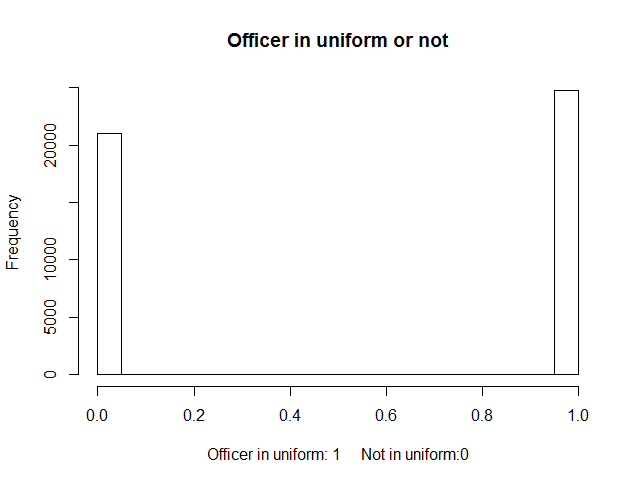 Officer in uniform or not
Frequency
20000
10000
5000
0
0.0 0.2 0.4 0.6 0.8 1.0
Officer in uniform: 1 Not in uniform:0